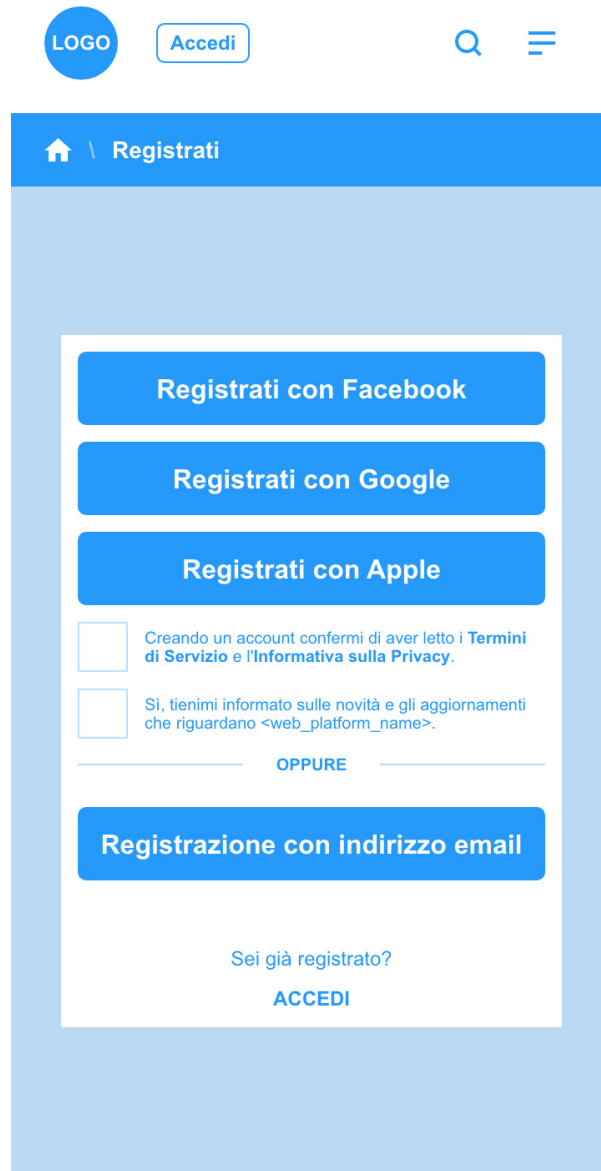 LOGO
Accedi
\ Registrati
Registrati con Facebook
Registrati con Google
Registrati con Apple
Creando un account confermi di aver letto i Termini
di Servizio e l'Informativa sulla Privacy.
Sì, tienimi informato sulle novità e gli aggiornamenti
che riguardano <web_platform_name>.
OPPURE
Registrazione con indirizzo email
Sei già registrato?
ACCEDI